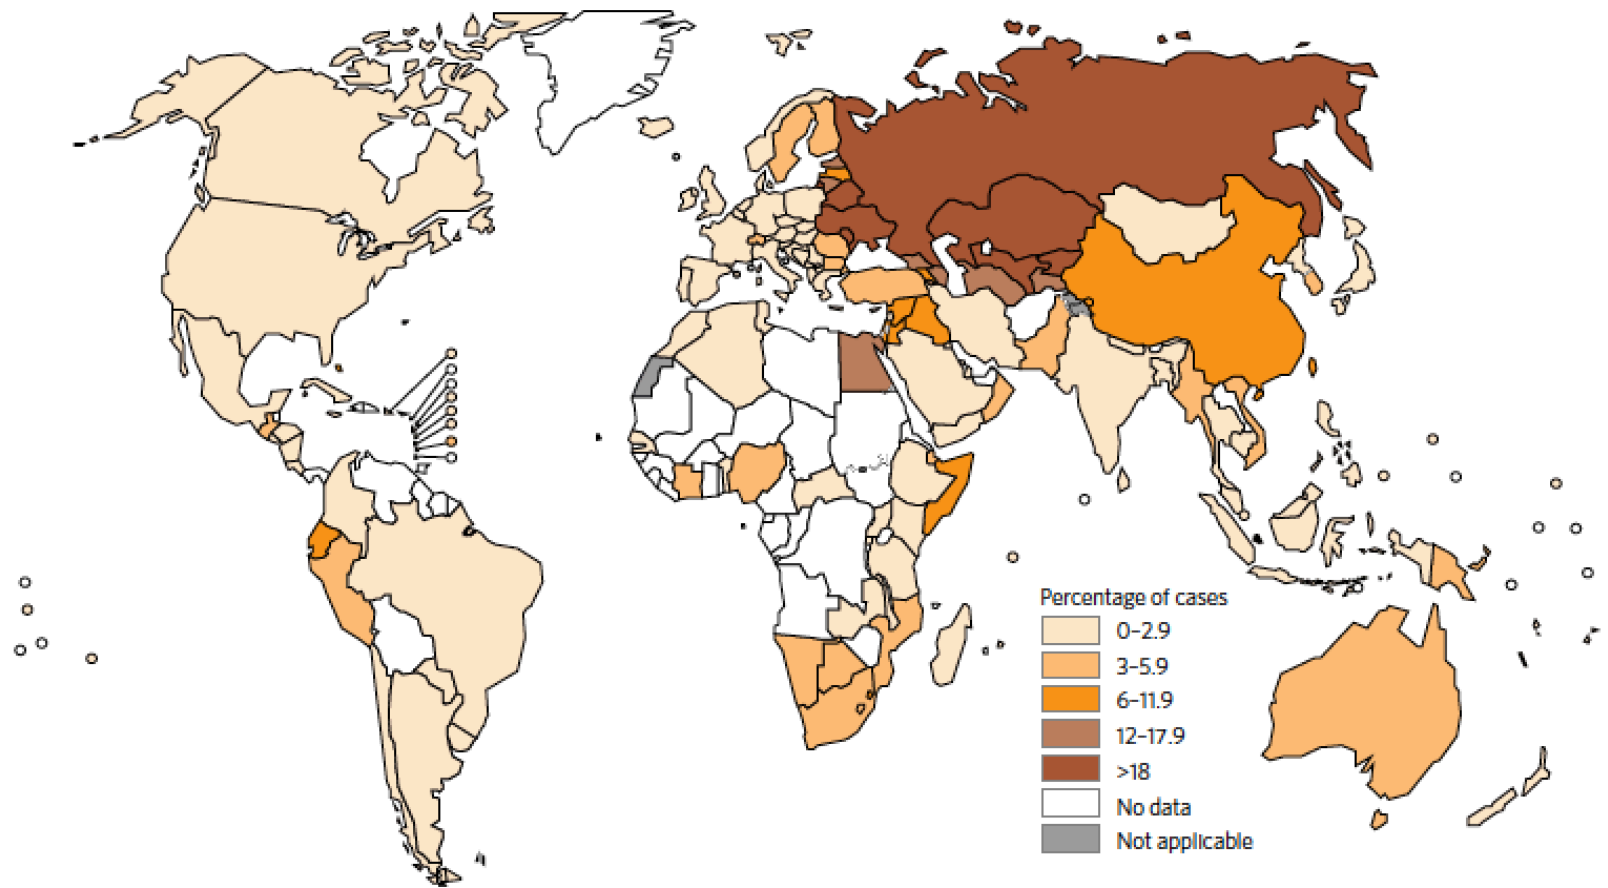 Percentage of cases
0–2.9
3–5.9
6–11.9
12–17.9
>18
No data
Not applicable